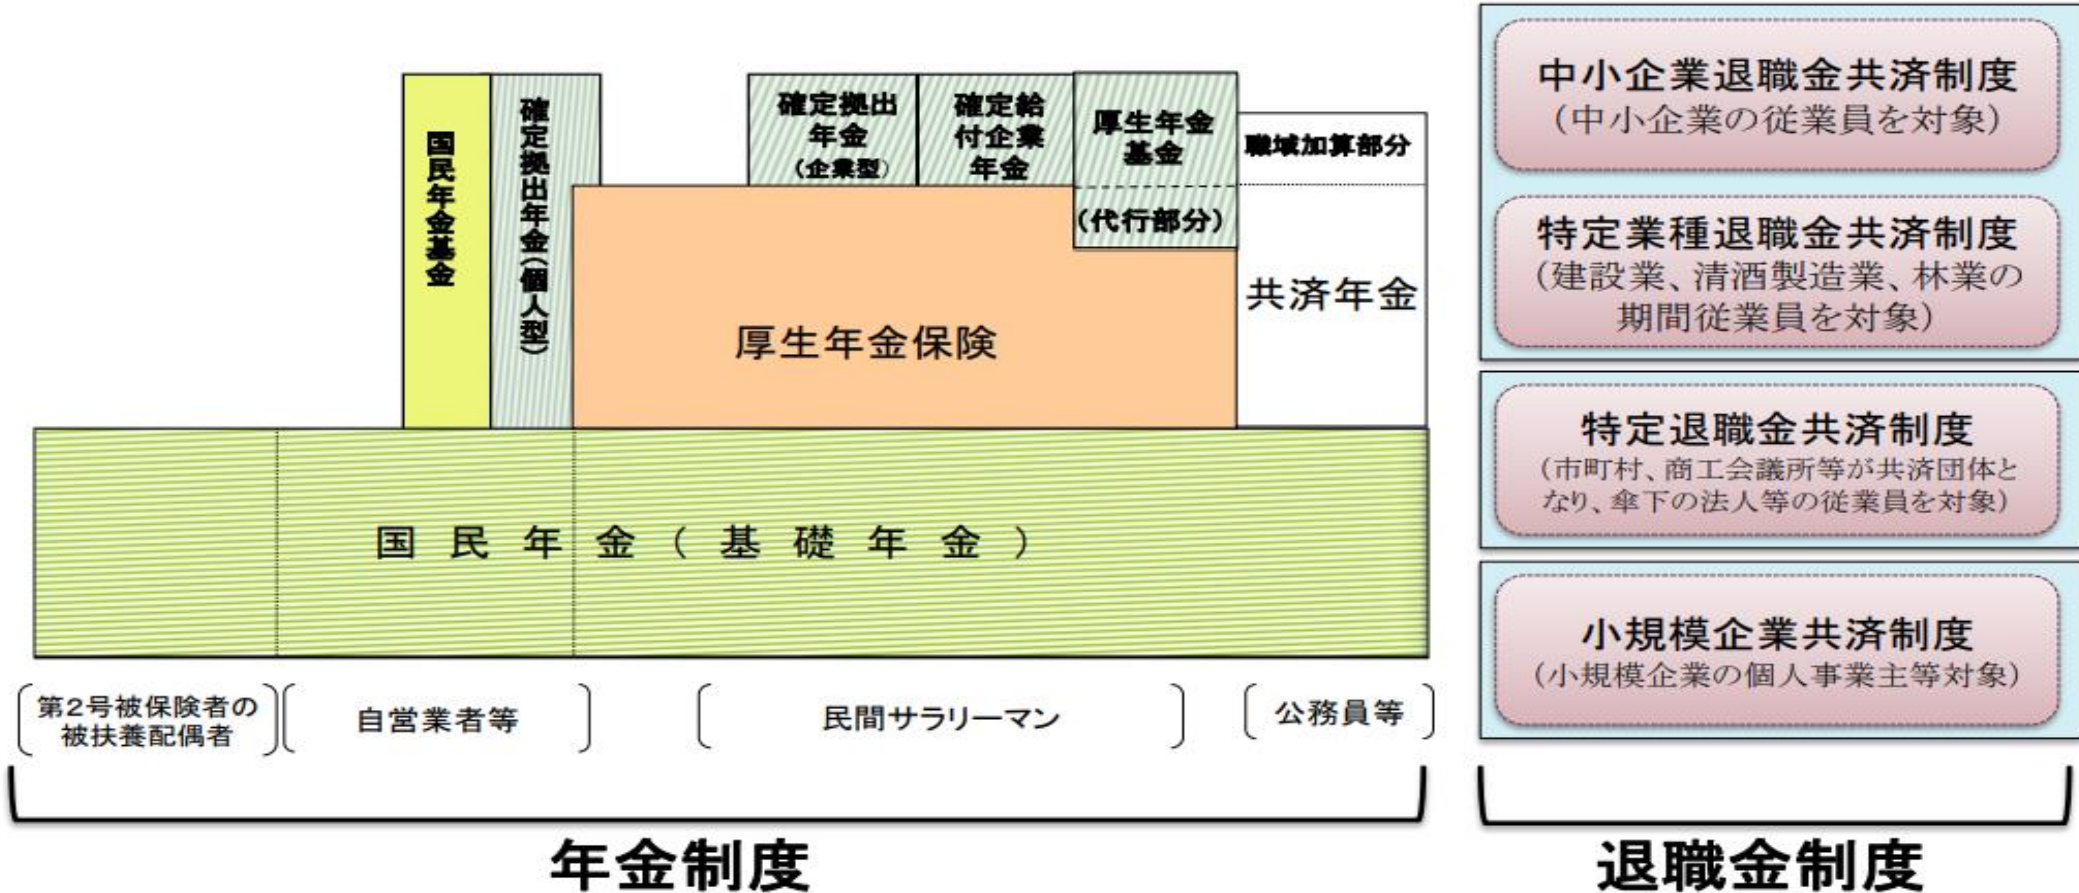 国民年金基金
確定拠出年金(個人型)
確定拠出
年金
(企業型)
確定給
付企業
年金
厚生年金
基金
(代行部分)
職域加算部分
共済年金
厚生年金保険
国民年金(基礎年金)
第2号被保険者の
被扶養配偶者
自営業者等
民間サラリーマン
公務員等
年金制度
中小企業退職金共済制度
(中小企業の従業員を対象)
特定業種退職金共済制度
(建設業、清酒製造業、林業の
期間従業員を対象)
特定退職金共済制度
(市町村、商工会議所等が共済団体と
なり、傘下の法人等の従業員を対象)
小規模企業共済制度
(小規模企業の個人事業主等対象)
退職金制度